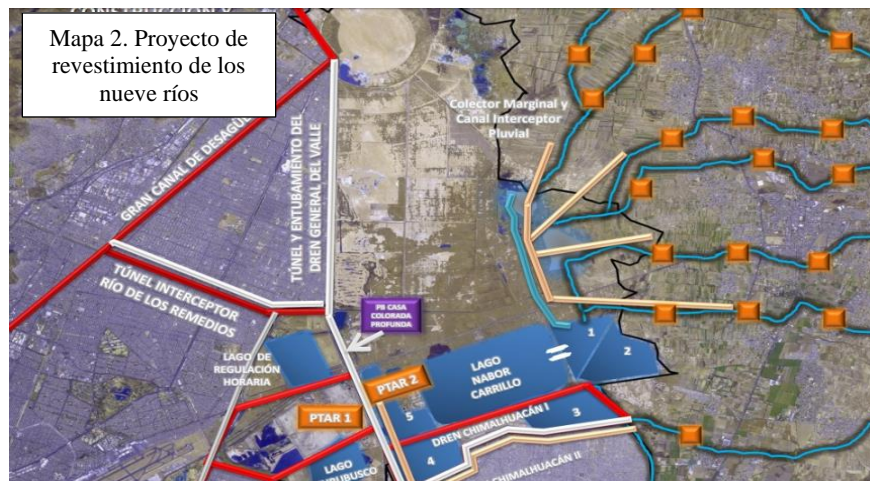 CONSTRUCCIÓN Y
Mapa 2. Proyecto de
revestimiento de los
nueve ríos
GRAN CANAL DE DESAGÜE
TÚNEL Y ENTUBAMIENTO DEL
DREN GENERAL DEL VALLE
Colector Marginal y
Canal Interceptor
Pluvial
TÚNEL INTERCEPTOR
RÍO DE LOS REMEDIOS
PB CASA
COLORADA
PROFUNDA
LAGO DE
REGULACIÓN
HORARIA
1
2
LAGO
NABOR
CARRILLO
PTAR 2
PTAR 1
5
3
DREN CHIMALHUACÁN I
4
LAGO
CHIMALHUACÁN II